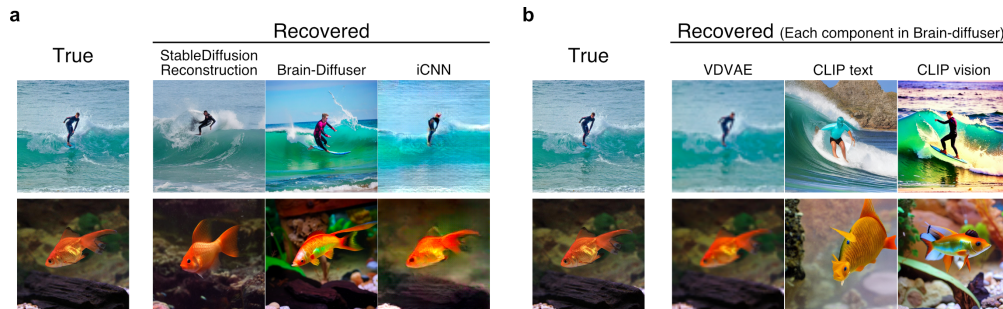 a
Recovered
True
StableDiffusion
Reconstruction
Brain-Diffuser
iCNN
b
Recovered (Each component in Brain-diffuser)
True
VDVAE
CLIP text
CLIP vision